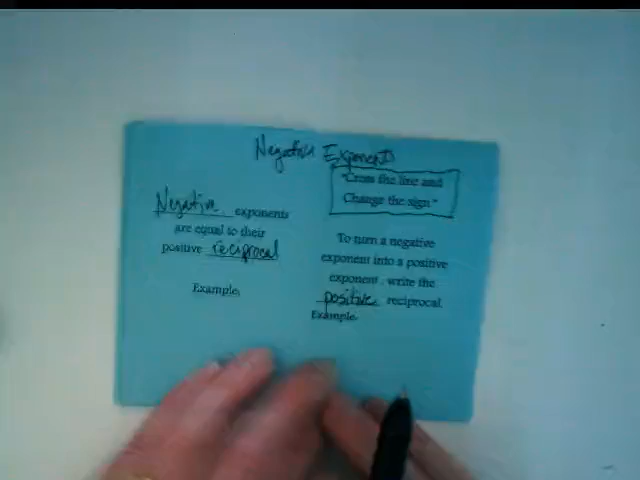 Negative Exponents
"Cross the line and
Change the sign"
Negative exponents
are equal to their
positive reciprocal
Example.
To turn a negative
exponent into a positive
exponent, write the
positive reciprocal.
Example.